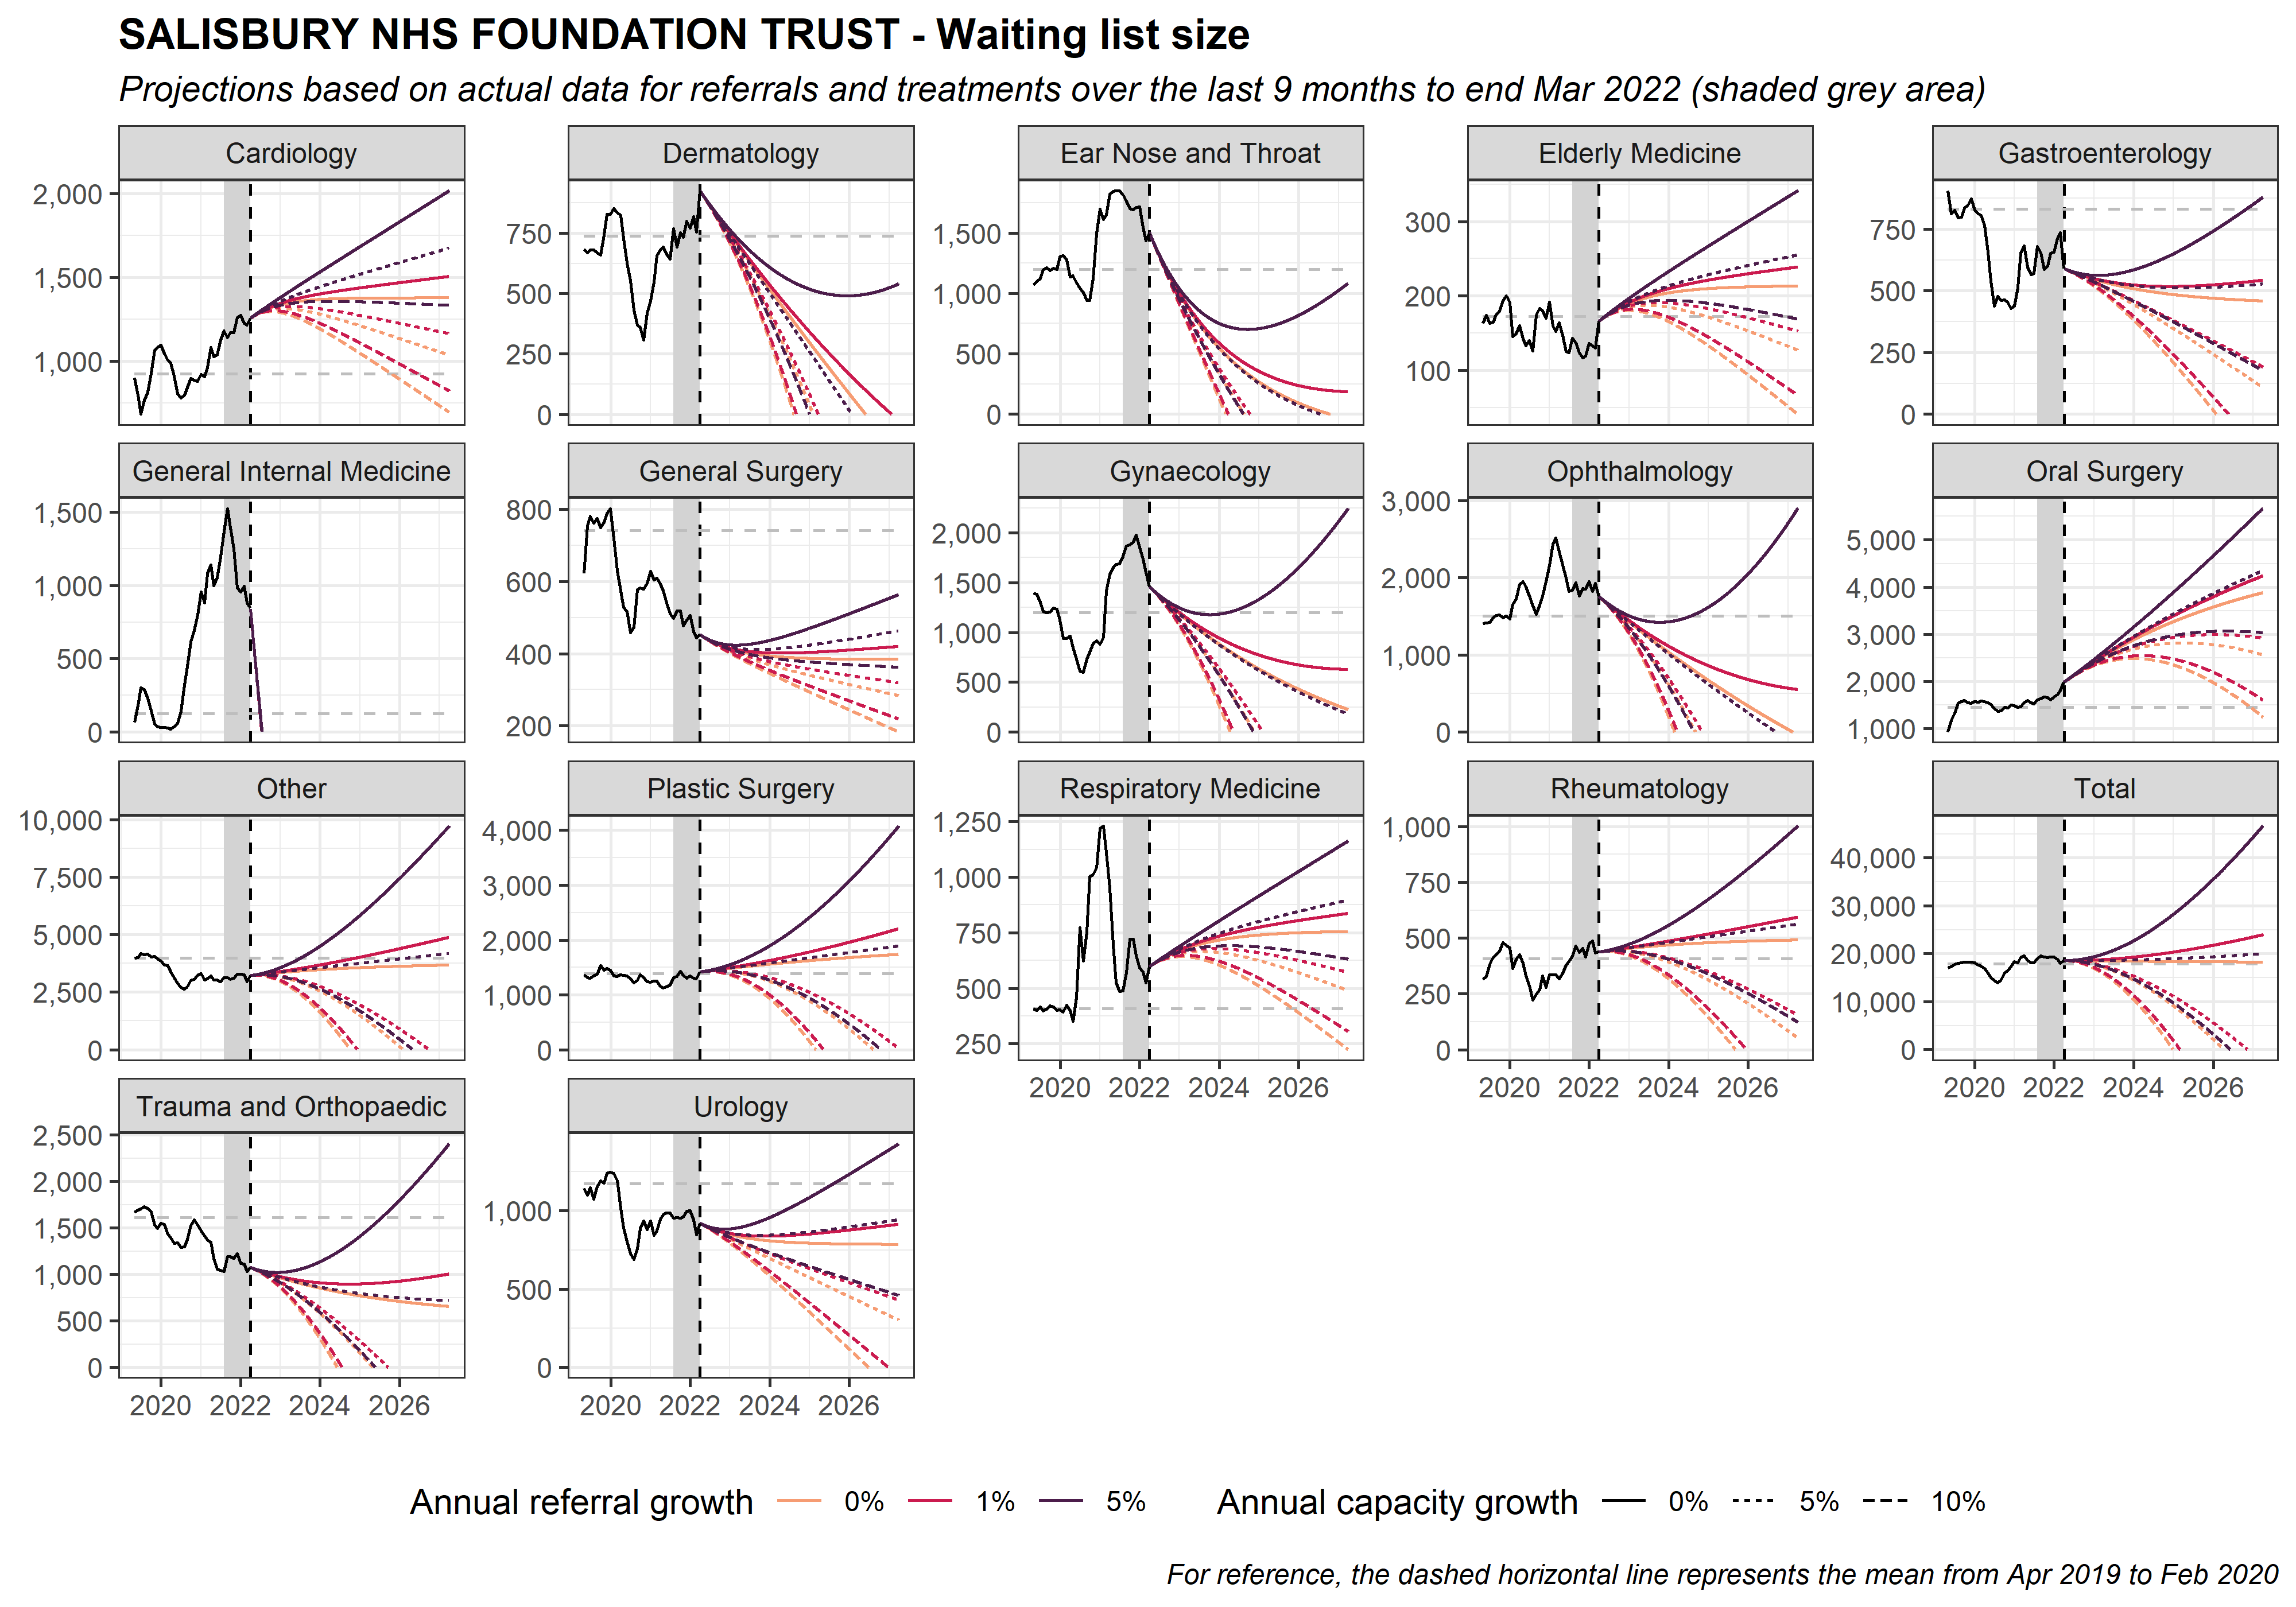 SALISBURY NHS FOUNDATION TRUST - Waiting list size
Projections based on actual data for referrals and treatments over the last 9 months to end Mar 2022 (shaded grey area)
Cardiology
2,000
1,500
1,000
Dermatology
750
500
250
0
Ear Nose and Throat
1,500
1,000
500
0
Elderly Medicine
300
200
100
Gastroenterology
750
500
250
0
General Internal Medicine
1,500
1,000
500
0
General Surgery
800
600
400
200
Gynaecology
2,000
1,500
1,000
500
0
Ophthalmology
3,000
2,000
1,000
0
Oral Surgery
5,000
4,000
3,000
2,000
1,000
Other
10,000
7,500
5,000
2,500
0
Plastic Surgery
4,000
3,000
2,000
1,000
0
Respiratory Medicine
1,250
1,000
750
500
250
2020 2022 2024 2026
Rheumatology
1,000
750
500
250
0
2020 2022 2024 2026
Total
40,000
30,000
20,000
10,000
0
2020 2022 2024 2026
Trauma and Orthopaedic
2,500
2,000
1,500
1,000
500
0
2020 2022 2024 2026
Urology
1,000
500
0
2020 2022 2024 2026
Annual referral growth 0% 1% 5% Annual capacity growth 0% 5% 10%
For reference, the dashed horizontal line represents the mean from Apr 2019 to Feb 2020